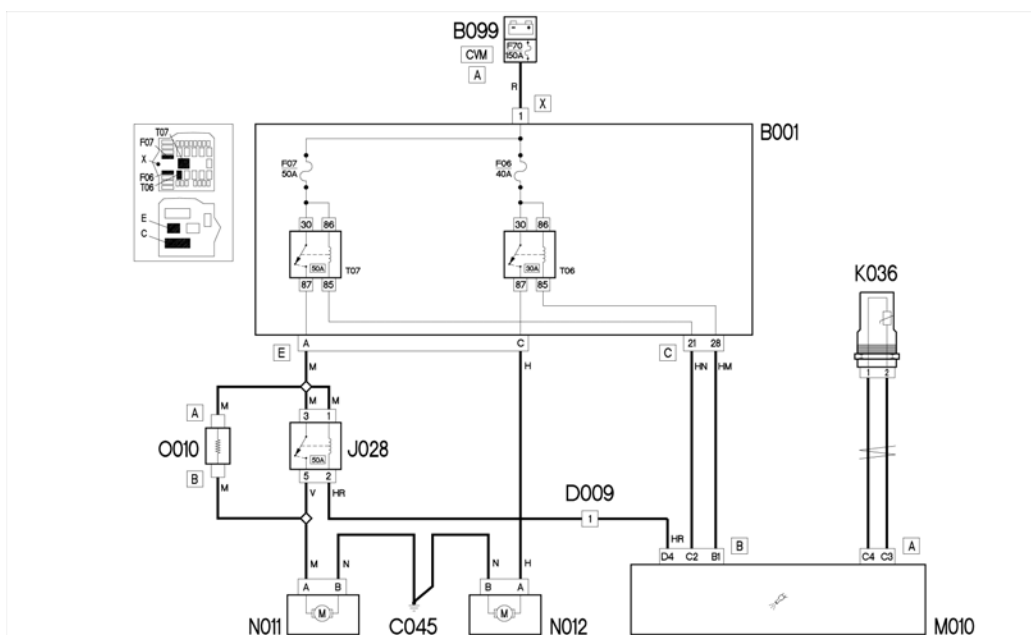 B099
F70
150A
CVM
A
R
X
1
B001
T07
F07
X
F06
T06
E
C
F07
50A
F06
40A
30 86
30 86
50A
T07
30A
T06
87 85
87 85
K036
A
C
21 28
E
C
M
H
HN
HM
1 2
M
M
M
A
3 1
O010
50A
J028
B
M
5 2
V
HR
D009
1
HR
B
A
D4 C2 B1
C4 C3
M
N
N
H
A B
B A
M
M
N011
C045
N012
M010